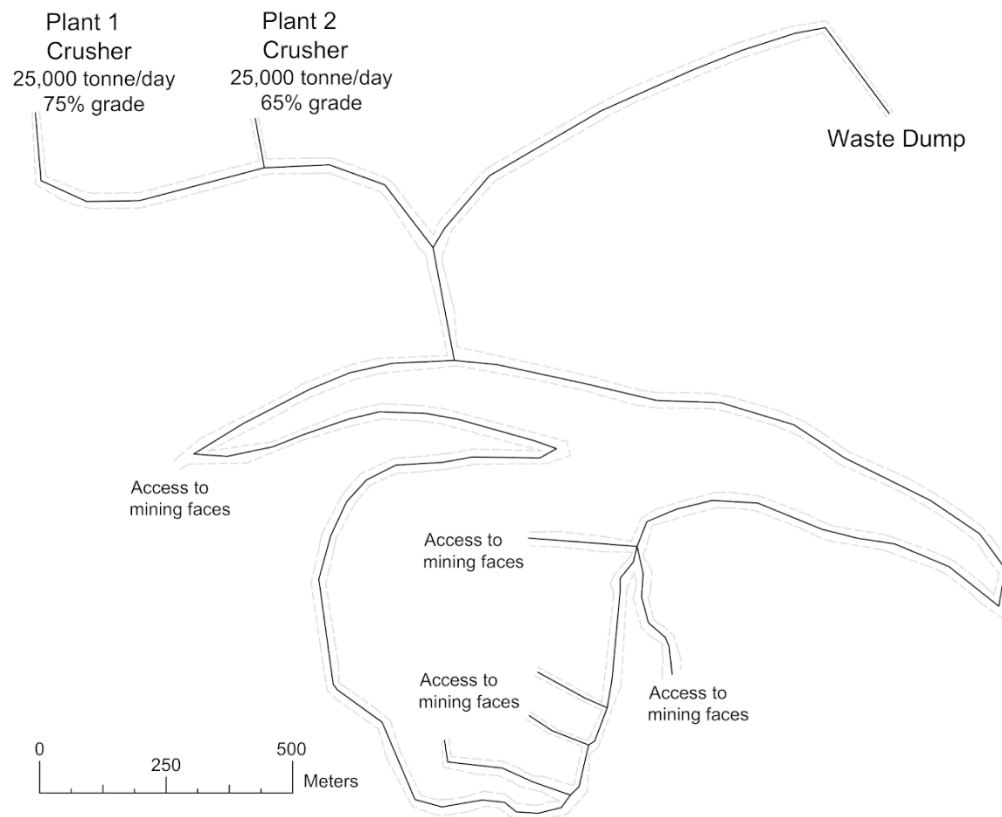 Plant 1
Crusher
25,000 tonne/day
75% grade
Plant 2
Crusher
25,000 tonne/day
65% grade
Waste Dump
Access to
mining faces
Access to
mining faces
Access to
mining faces
Access to
mining faces
0
500
250
Meters